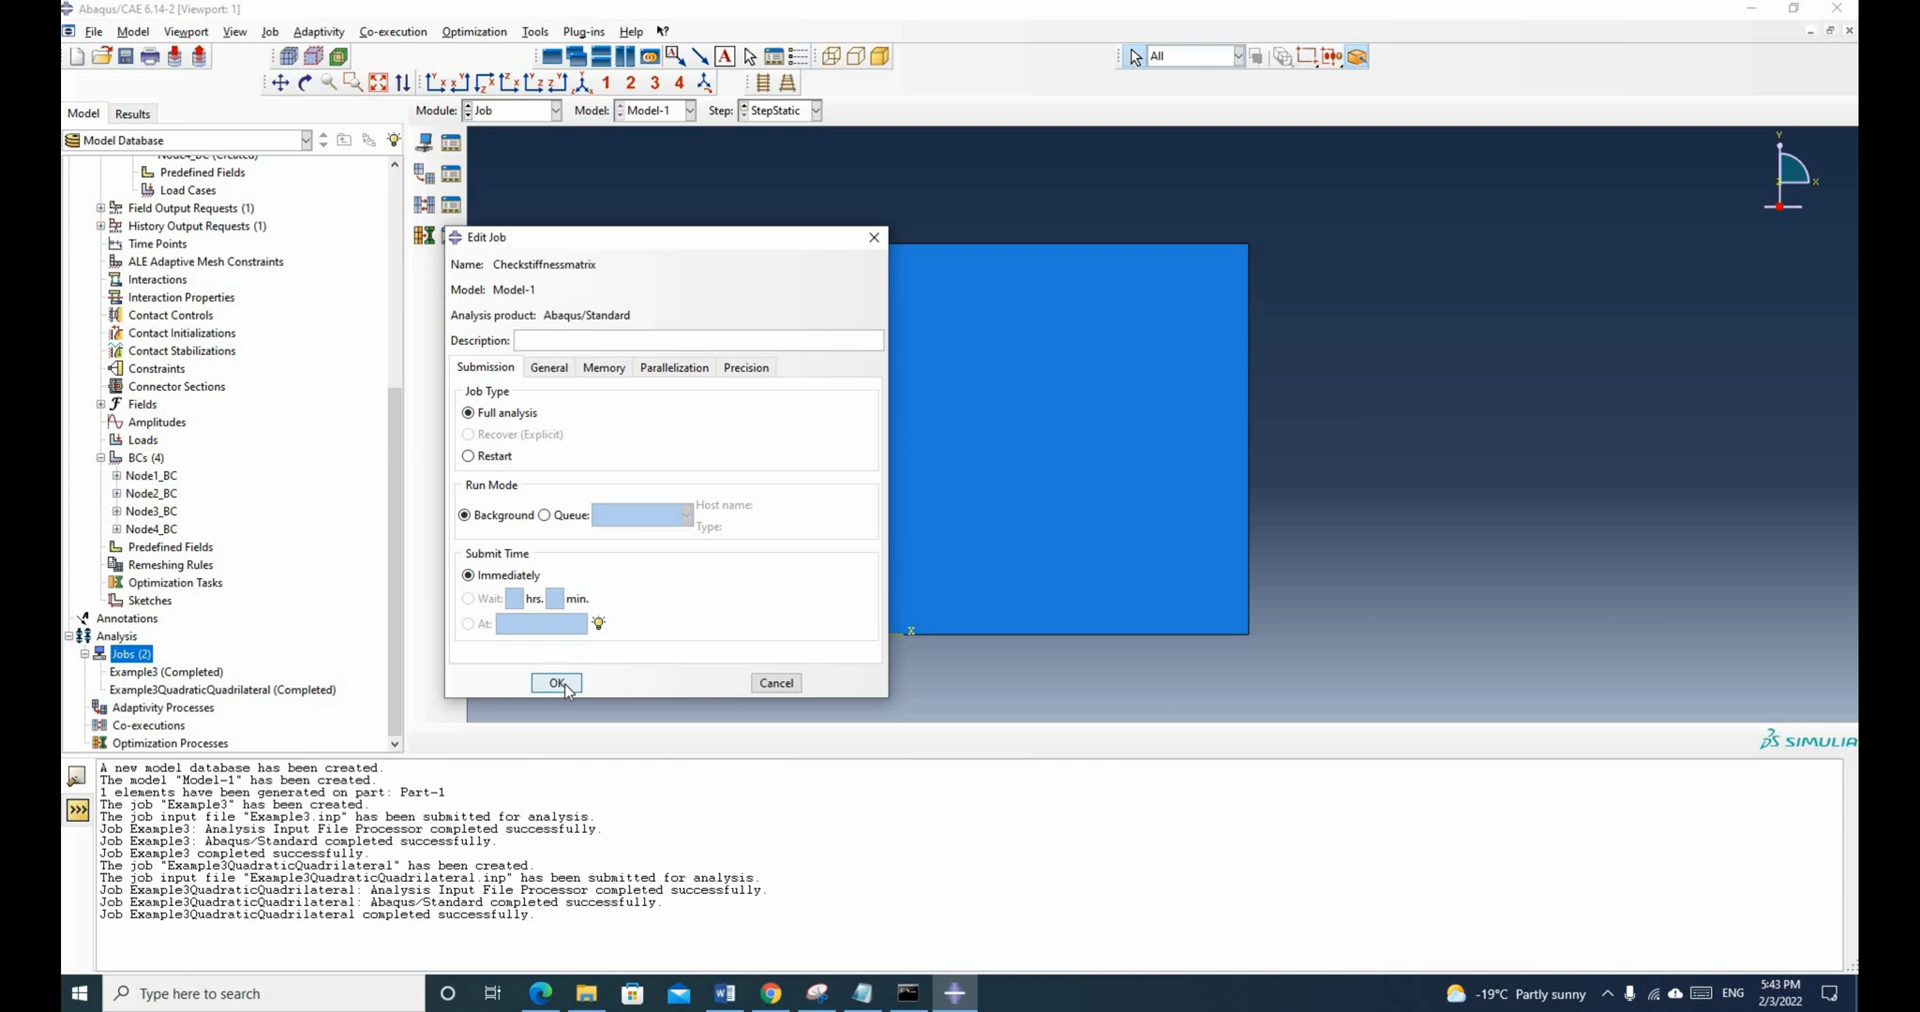 Abaqus/CAE 6.14-2 [Viewport: 1]
File Model Viewport View Job Adaptivity Co-execution Optimization Tools Plug-ins Help
All
1 2 3 4
Model Results
Module: Job Model: Model-1 Step: StepStatic
Model Database
Node4_BC (Created)
Predefined Fields
Load Cases
Field Output Requests (1)
History Output Requests (1)
Time Points
ALE Adaptive Mesh Constraints
Interactions
Interaction Properties
Contact Controls
Contact Initializations
Contact Stabilizations
Constraints
Connector Sections
Fields
Amplitudes
Loads
BCs (4)
Node1_BC
Node2_BC
Node3_BC
Node4_BC
Predefined Fields
Remeshing Rules
Optimization Tasks
Sketches
Annotations
Analysis
Jobs (2)
Example3 (Completed)
Example3QuadraticQuadrilateral (Completed)
Adaptivity Processes
Co-executions
Optimization Processes
Edit Job
Name: Checkstiffnessmatrix
Model: Model-1
Analysis product: Abaqus/Standard
Description:
Submission General Memory Parallelization Precision
Job Type
Full analysis
Recover (Explicit)
Restart
Run Mode
Background Queue: Host name:
Type:
Submit Time
Immediately
Wait: hrs. min.
At:
OK Cancel
Y
Z X
X
SIMULIA
A new model database has been created.
The model "Model-1" has been created.
1 elements have been generated on part: Part-1
The job "Example3" has been created.
The job input file "Example3.inp" has been submitted for analysis.
Job Example3: Analysis Input File Processor completed successfully.
Job Example3: Abaqus/Standard completed successfully.
Job Example3 completed successfully.
The job "Example3QuadraticQuadrilateral" has been created.
The job input file "Example3QuadraticQuadrilateral.inp" has been submitted for analysis.
Job Example3QuadraticQuadrilateral: Analysis Input File Processor completed successfully.
Job Example3QuadraticQuadrilateral: Abaqus/Standard completed successfully.
Job Example3QuadraticQuadrilateral completed successfully.
>>>
Type here to search
-19°C Partly sunny ENG 5:43 PM
2/3/2022